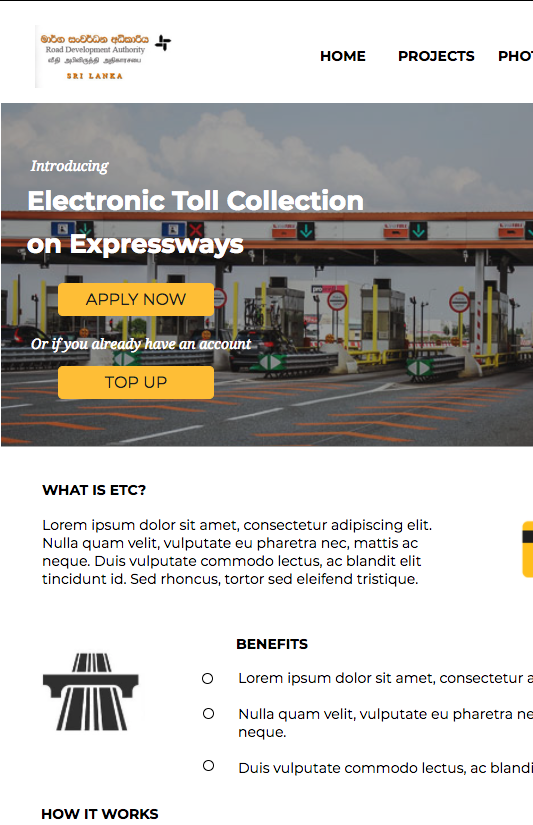 මාර්ග සංවර්ධන අධිකාරිය
Road Development Authority
வீதி அபிவிருத்தி அதிகாரசபை
SRI LANKA
HOME PROJECTS PHOT
Introducing
Electronic Toll Collection
on Expressways
APPLY NOW
Or if you already have an account
TOP UP
WHAT IS ETC?
Lorem ipsum dolor sit amet, consectetur adipiscing elit.
Nulla quam velit, vulputate eu pharetra nec, mattis ac
neque. Duis vulputate commodo lectus, ac blandit elit
tincidunt id. Sed rhoncus, tortor sed eleifend tristique.
BENEFITS
Lorem ipsum dolor sit amet, consectetur a
Nulla quam velit, vulputate eu pharetra ne
neque.
Duis vulputate commodo lectus, ac blandi
HOW IT WORKS